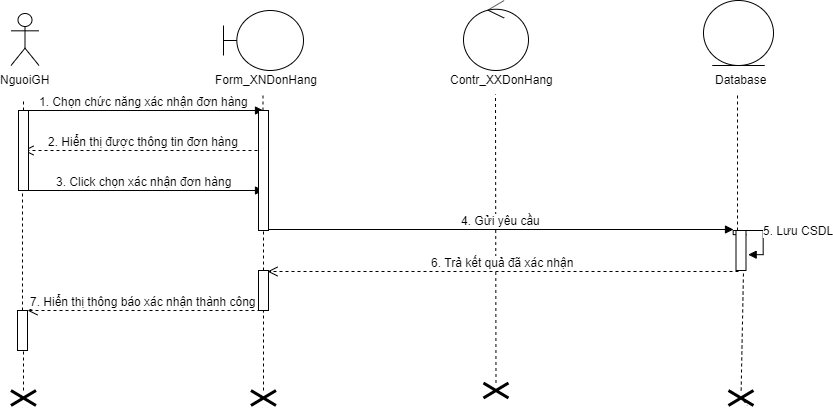 NguoiGH
Form_XNDonHang
Contr_XXDonHang
Database
1. Chọn chức năng xác nhận đơn hàng
2. Hiển thị được thông tin đơn hàng
3. Click chọn xác nhận đơn hàng
4. Gửi yêu cầu
5. Lưu CSDL
6. Trả kết quả đã xác nhận
7. Hiển thị thông báo xác nhận thành công